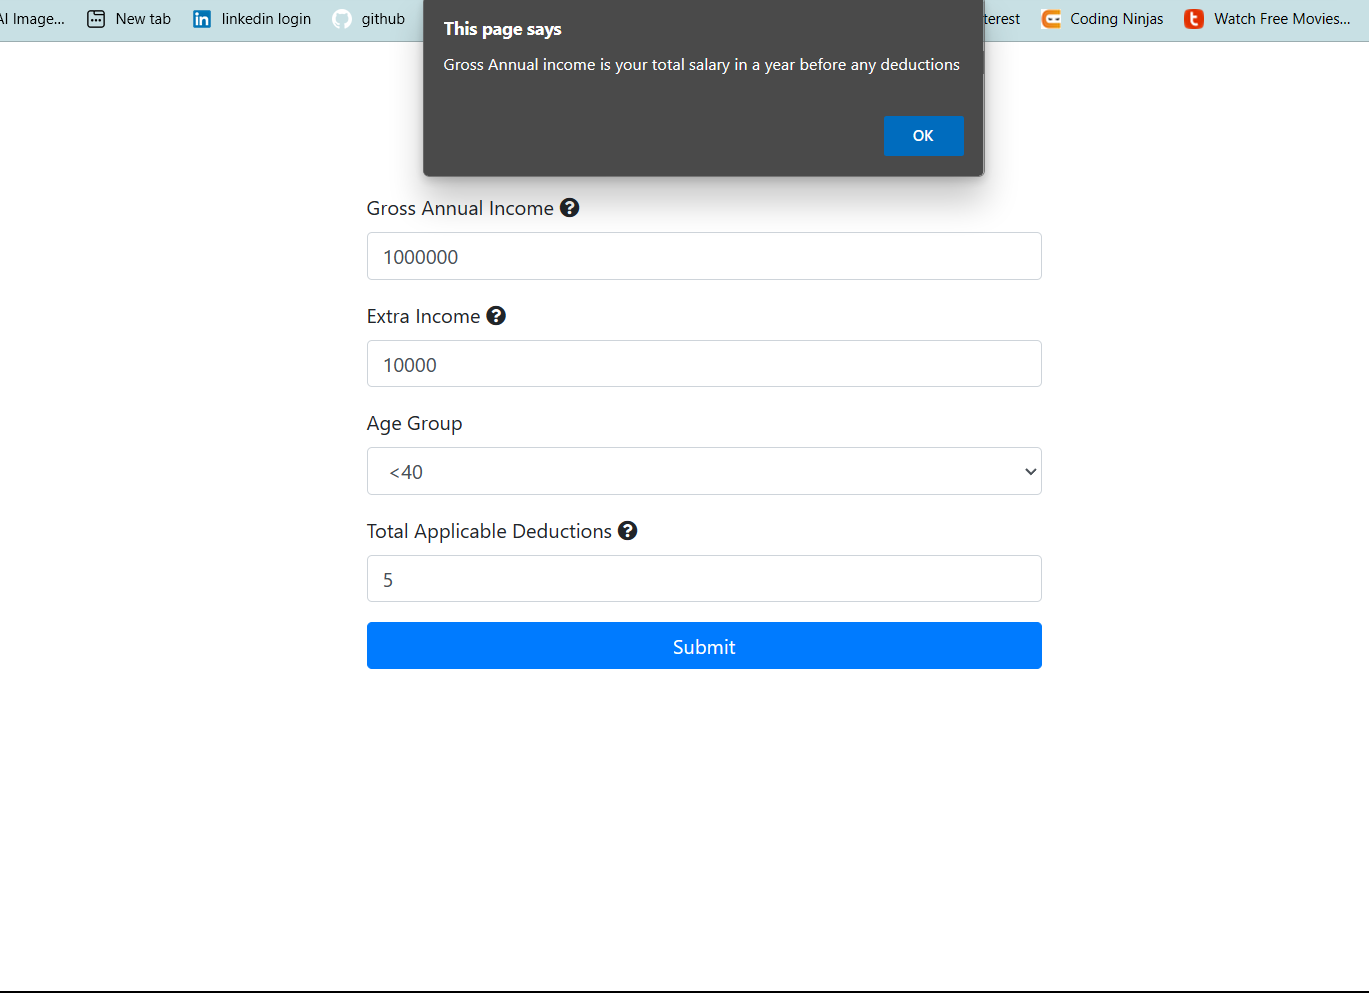 AI Image... New tab linkedin login github terest Coding Ninjas Watch Free Movies...
This page says
Gross Annual income is your total salary in a year before any deductions
OK
Gross Annual Income
1000000
Extra Income
10000
Age Group
<40
Total Applicable Deductions
5
Submit